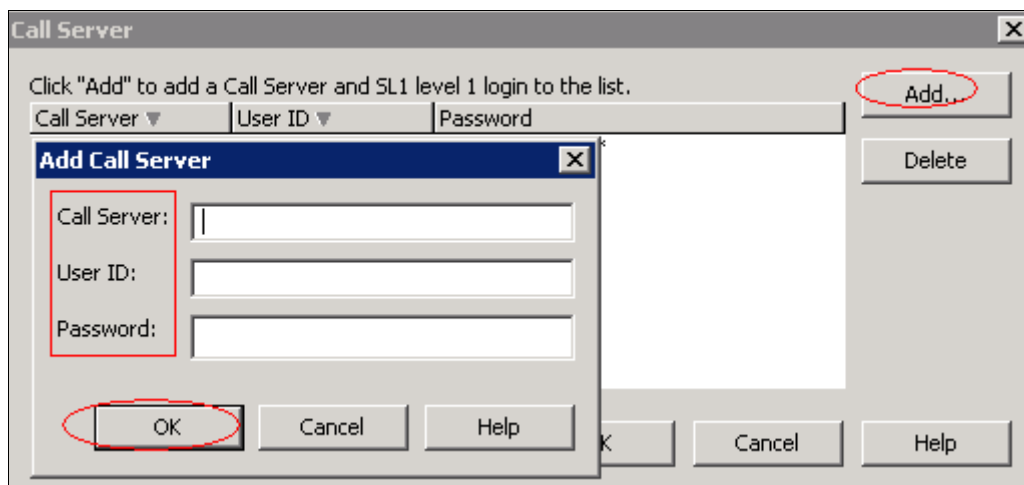 Call Server
Click "Add" to add a Call Server and SL1 level 1 login to the list.
Call Server User ID Password
Add...
Delete
*
Add Call Server
Call Server:
User ID:
Password:
OK Cancel Help
K Cancel Help